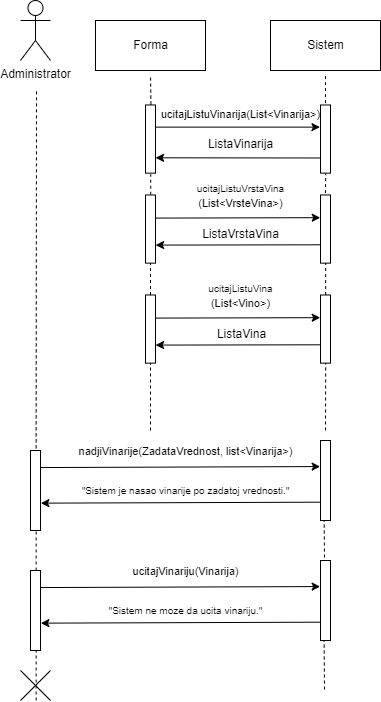 Administrator
Forma
Sistem
ucitajListuVinarija(List<Vinarija>)
ListaVinarija
ucitajListuVrstaVina
(List<VrsteVina>)
ListaVrstaVina
ucitajListuVina
(List<Vino>)
ListaVina
nadjiVinarije(ZadataVrednost, list<Vinarija>)
"Sistem je nasao vinarije po zadatoj vrednosti."
ucitajVinariju(Vinarija)
"Sistem ne moze da ucita vinariju."